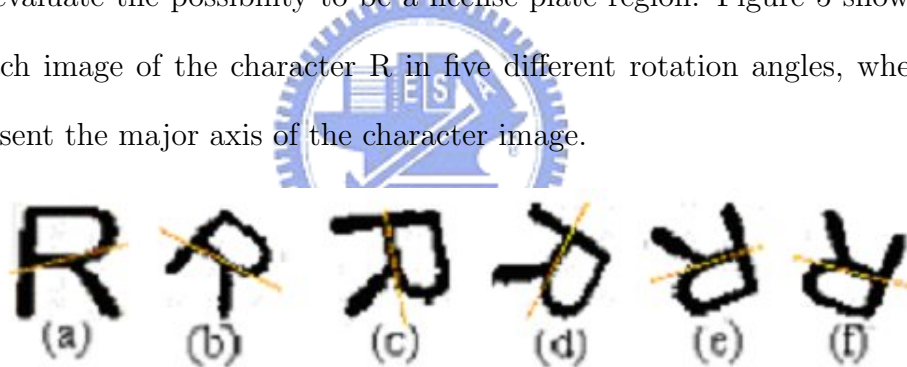 evaluate the possibility to be a license plate region. Figure 3 show
ch image of the character R in five different rotation angles, whe
sent the major axis of the character image.
E S A
R R R R R R
(a) (b) (c) (d) (e) (f)